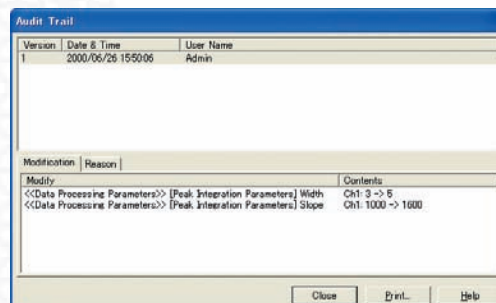 Audit Trail
Version Date & Time User Name
1 2000/06/26 15:50:06 Admin
Modification Reason
Modify Contents
<<Data Processing Parameters>> [Peak Integration Parameters] Width Ch1: 3 -> 5
<<Data Processing Parameters>> [Peak Integration Parameters] Slope Ch1: 1000 -> 1600
Close Print... Help